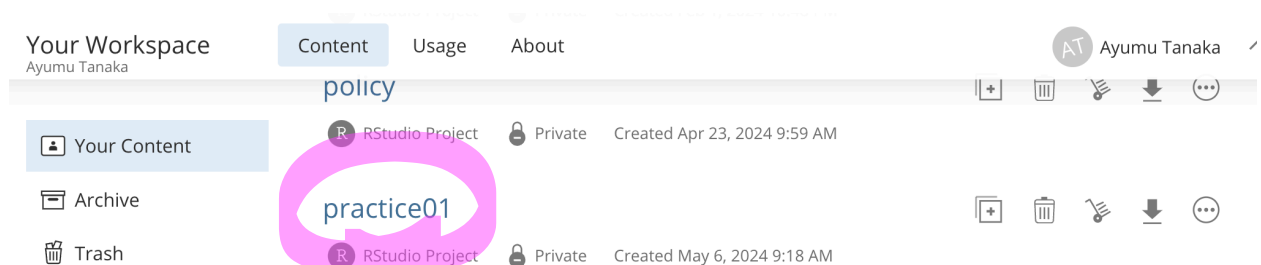 Your Workspace
Ayumu Tanaka
Content Usage About
AT Ayumu Tanaka
policy
R RStudio Project Private Created Apr 23, 2024 9:59 AM
Your Content
Archive
practice01
Trash
R RStudio Project Private Created May 6, 2024 9:18 AM